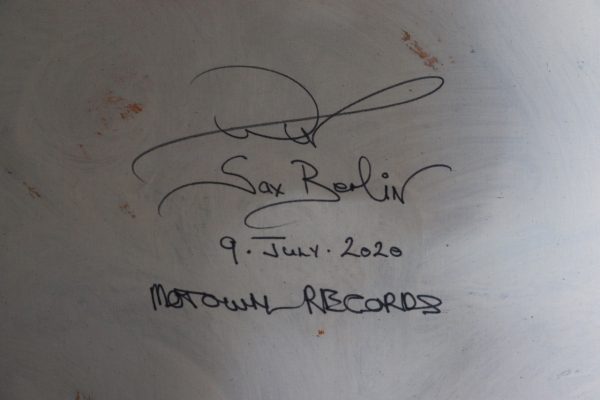 Sax Berlin
9. JULY. 2020
MOTOWN RECORDS